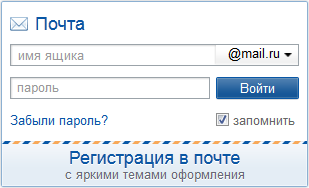 Почта
имя ящика @mail.ru
пароль Войти
Забыли пароль? запомнить
Регистрация в почте
с яркими темами оформления